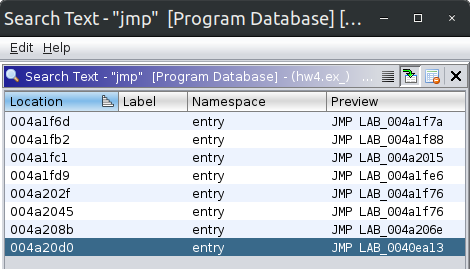 Search Text - "jmp" [Program Database] [...
Edit Help
Search Text - "jmp" [Program Database] - (hw4.ex_) ...
Location Label Namespace Preview
004a1f6d entry JMP LAB_004a1f7a
004a1fb2 entry JMP LAB_004a1f88
004a1fc1 entry JMP LAB_004a2015
004a1fd9 entry JMP LAB_004a1fe6
004a202f entry JMP LAB_004a1f76
004a2045 entry JMP LAB_004a1f76
004a208b entry JMP LAB_004a206e
004a20d0 entry JMP LAB_0040ea13